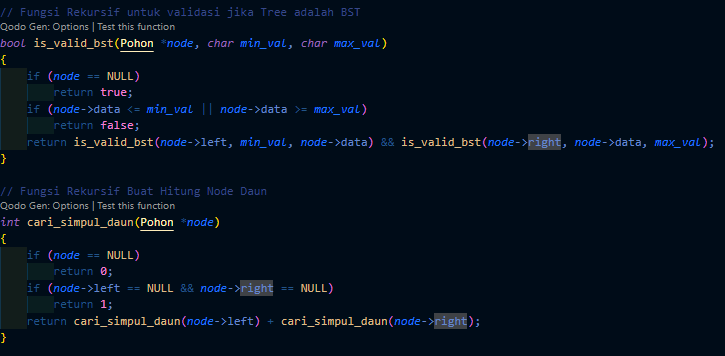 // Fungsi Rekursif untuk validasi jika Tree adalah BST
Qodo Gen: Options | Test this function
bool is_valid_bst(Pohon *node, char min_val, char max_val)
{
    if (node == NULL)
        return true;
    if (node->data <= min_val || node->data >= max_val)
        return false;
    return is_valid_bst(node->left, min_val, node->data) && is_valid_bst(node->right, node->data, max_val);
}
// Fungsi Rekursif Buat Hitung Node Daun
Qodo Gen: Options | Test this function
int cari_simpul_daun(Pohon *node)
{
    if (node == NULL)
        return 0;
    if (node->left == NULL && node->right == NULL)
        return 1;
    return cari_simpul_daun(node->left) + cari_simpul_daun(node->right);
}